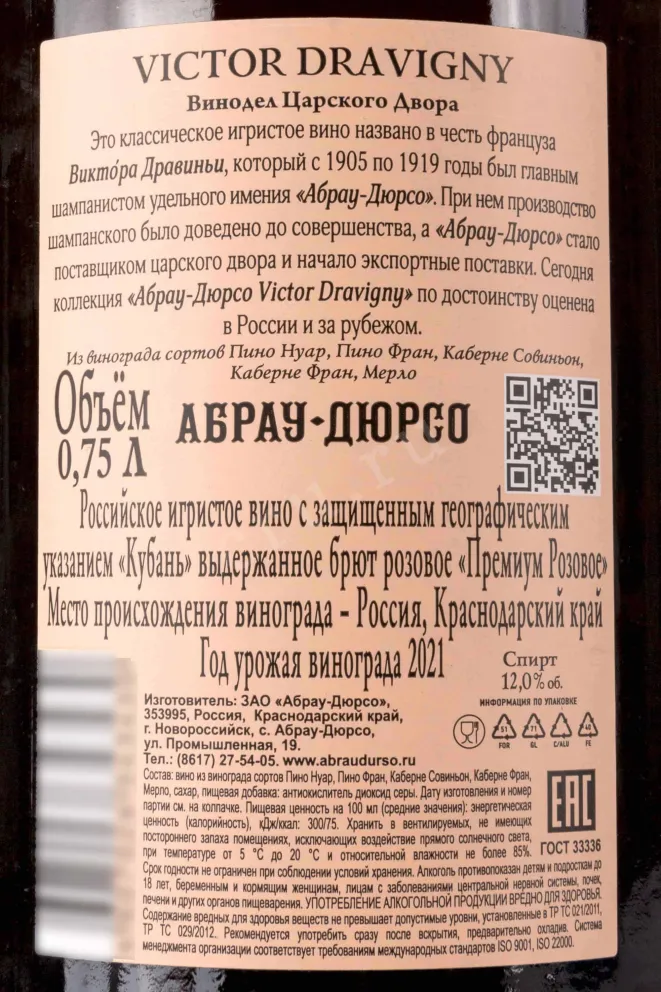 VICTOR DRAVIGNY
Винодел Царского Двора
Это классическое игристое вино названо в честь француза
Викто́ра Дравиньи, который с 1905 по 1919 годы был главным
шампанистом удельного имения «Абрау-Дюрсо». При нем производство
шампанского было доведено до совершенства, а «Абрау-Дюрсо» стало
поставщиком царского двора и начало экспортные поставки. Сегодня
коллекция «Абрау-Дюрсо Victor Dravigny» по достоинству оценена
в России и за рубежом.
Из винограда сортов Пино Нуар, Пино Фран, Каберне Совиньон,
Каберне Фран, Мерло
Объём
0,75 Л
АБРАУ-ДЮРСО
Российское игристое вино с защищенным географическим
указанием «Кубань» выдержанное брют розовое «Премиум Розовое»
Место происхождения винограда – Россия, Краснодарский край
Год урожая винограда 2021
Спирт
12,0% об.
ИНФОРМАЦИЯ ПО УПАКОВКЕ
51 71 C/ALU
FOR GL FE
Изготовитель: ЗАО «Абрау-Дюрсо»,
353995, Россия, Краснодарский край,
г. Новороссийск, с. Абрау-Дюрсо,
ул. Промышленная, 19.
Тел.: (8617) 27-54-05. www.abraudurso.ru
Состав: вино из винограда сортов Пино Нуар, Пино Фран, Каберне Совиньон, Каберне Фран,
Мерло, сахар, пищевая добавка: антиокислитель диоксид серы. Дату изготовления и номер
партии см. на колпачке. Пищевая ценность на 100 мл (средние значения): энергетическая
ценность (калорийность), кДж/ккал: 300/75. Хранить в вентилируемых, не имеющих
постороннего запаха помещениях, исключающих воздействие прямого солнечного света,
при температуре от 5 °С до 20 °С и относительной влажности не более 85%.
Срок годности не ограничен при соблюдении условий хранения. Алкоголь противопоказан детям и подросткам до
18 лет, беременным и кормящим женщинам, лицам с заболеваниями центральной нервной системы, почек,
печени и других органов пищеварения. УПОТРЕБЛЕНИЕ АЛКОГОЛЬНОЙ ПРОДУКЦИИ ВРЕДНО ДЛЯ ЗДОРОВЬЯ.
Содержание вредных для здоровья веществ не превышает допустимые уровни, установленные в ТР ТС 021/2011,
ТР ТС 029/2012. Рекомендуется употребить сразу после вскрытия, предварительно охладив. Система
менеджмента организации соответствует требованиям международных стандартов ISO 9001, ISO 22000.
ЕАС
ГОСТ 33336